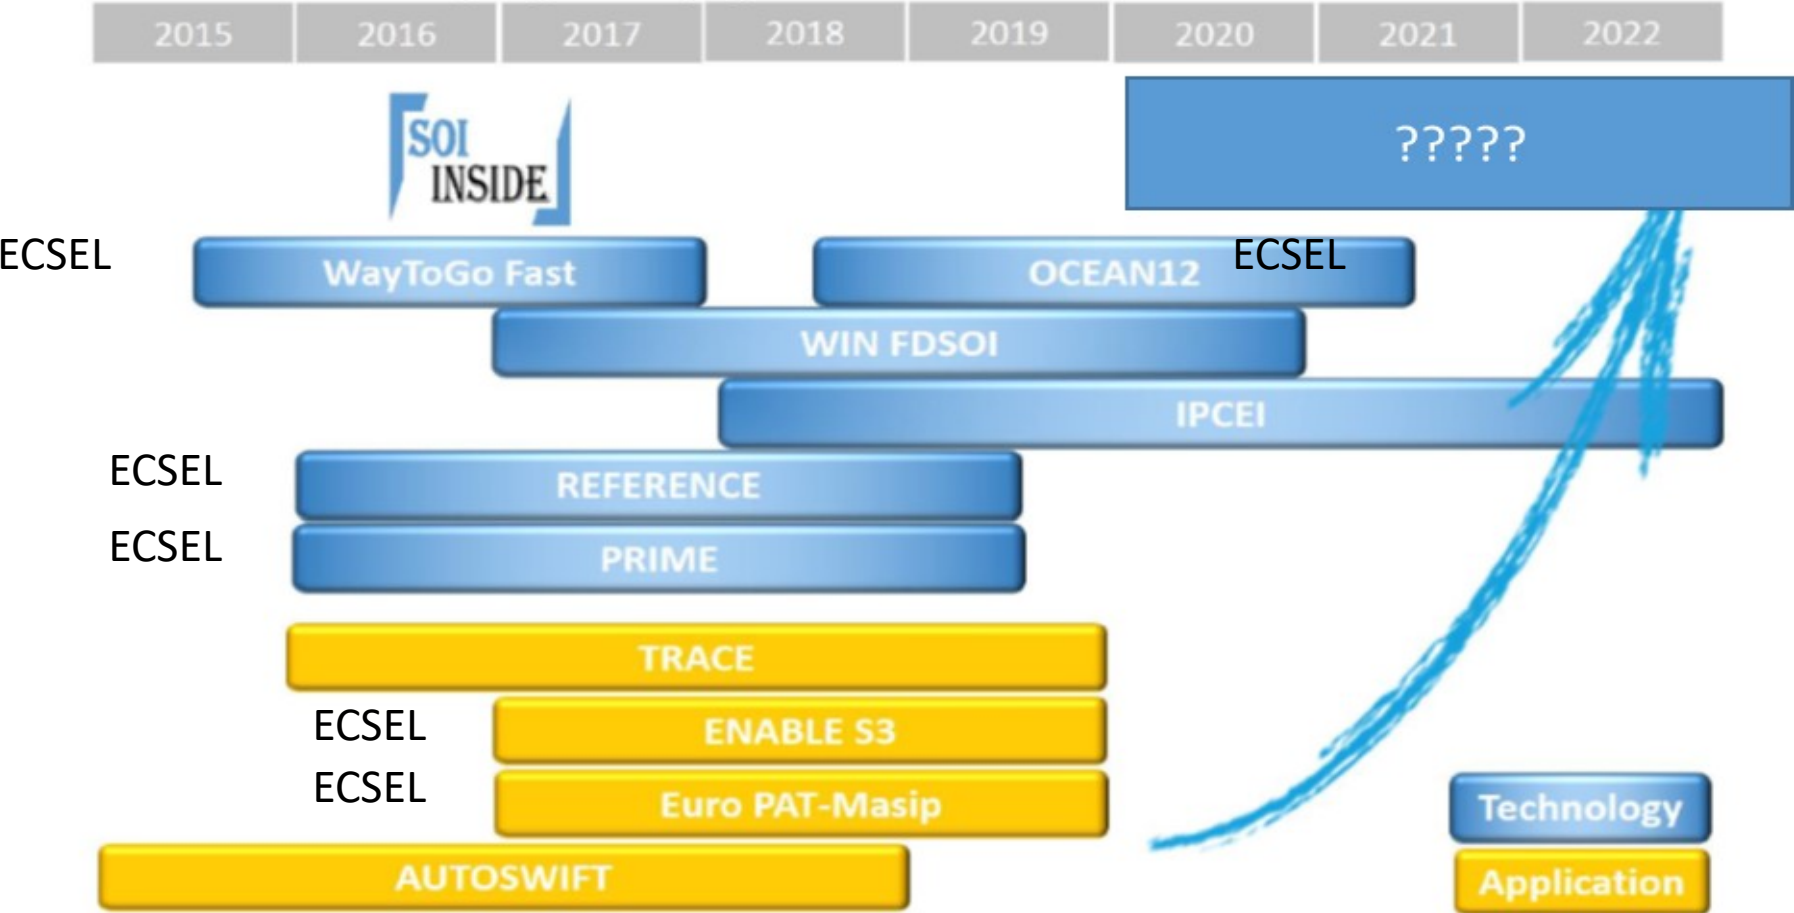 2015 2016 2017 2018 2019 2020 2021 2022
SOI
INSIDE
?????
ECSEL
WayToGo Fast
OCEAN12
ECSEL
WIN FDSOI
IPCEI
ECSEL
REFERENCE
ECSEL
PRIME
TRACE
ECSEL
ENABLE S3
ECSEL
Euro PAT-Masip
AUTOSWIFT
Technology
Application